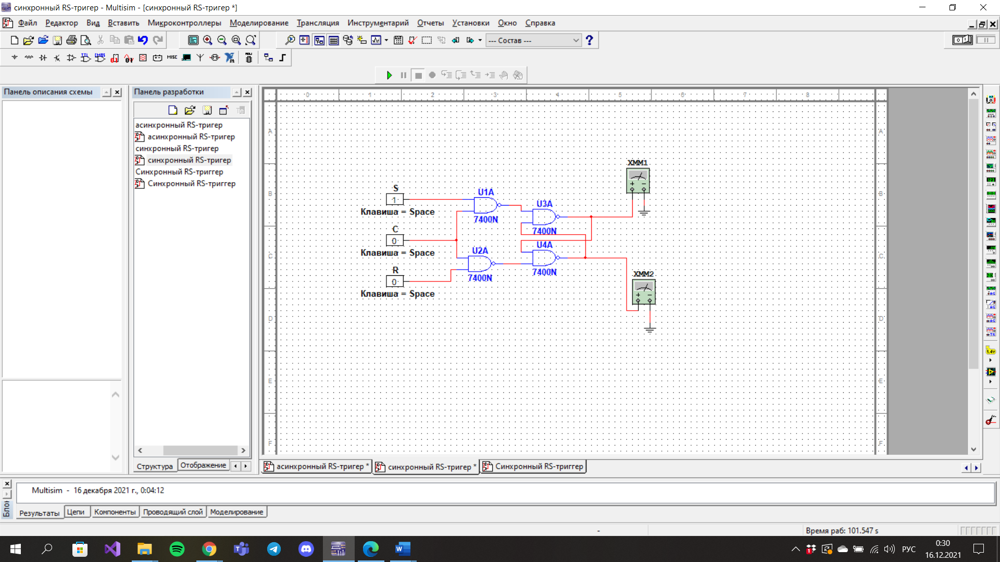 синхронный RS-тригер - Multisim - [синхронный RS-тригер *]
Файл Редактор Вид Вставить Микроконтроллеры Моделирование Трансляция Инструментарий Отчеты Установки Окно Справка
--- Состав ---
MISC
Панель описания схемы
Панель разработки
асинхронный RS-тригер
асинхронный RS-тригер
синхронный RS-тригер
синхронный RS-тригер
Синхронный RS-триггер
Синхронный RS-триггер
Структура Отображение
0 1 2 3 4 5 6 7 8
A A
B B
C C
D D
E E
F F
XMM1
S
1
Клавиша = Space
U1A
7400N
U3A
7400N
C
0
Клавиша = Space
U2A
7400N
U4A
7400N
R
0
Клавиша = Space
XMM2
асинхронный RS-тригер * синхронный RS-тригер * Синхронный RS-триггер
Multisim - 16 декабря 2021 г., 0:04:12
Результаты Цепи Компоненты Проводящий слой Моделирование
-
Время раб: 101.547 s
РУС
0:30
16.12.2021